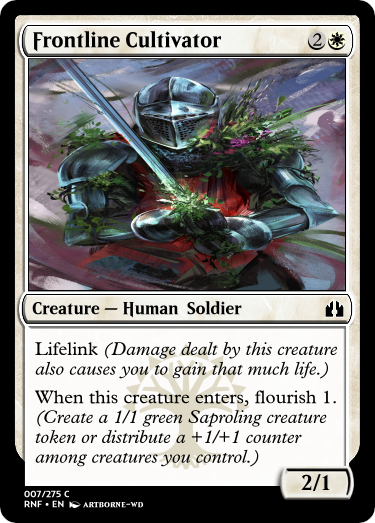 Frontline Cultivator 2
Creature — Human Soldier
Lifelink (Damage dealt by this creature
also causes you to gain that much life.)
When this creature enters, flourish 1.
(Create a 1/1 green Saproling creature
token or distribute a +1/+1 counter
among creatures you control.)
2/1
007/275 C
RNF • EN ARTBORNE-WD